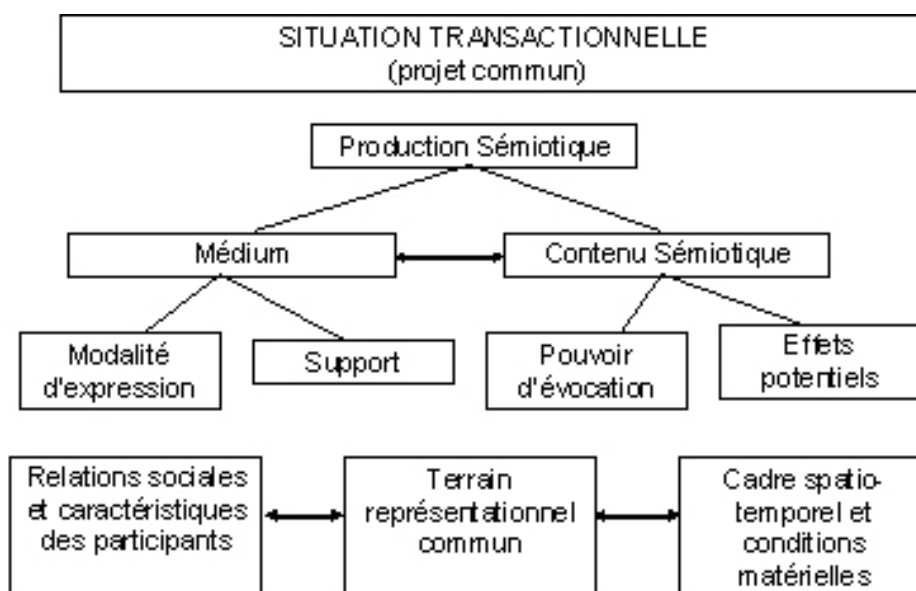 SITUATION TRANSACTIONNELLE
(projet commun)
Production Sémiotique
Médium
Contenu Sémiotique
Modalité
d'expression
Support
Pouvoir
d'évocation
Effets
potentiels
Relations sociales
et caractéristiques
des participants
Terrain
représentationnel
commun
Cadre spatio-
temporel et
conditions
matérielles